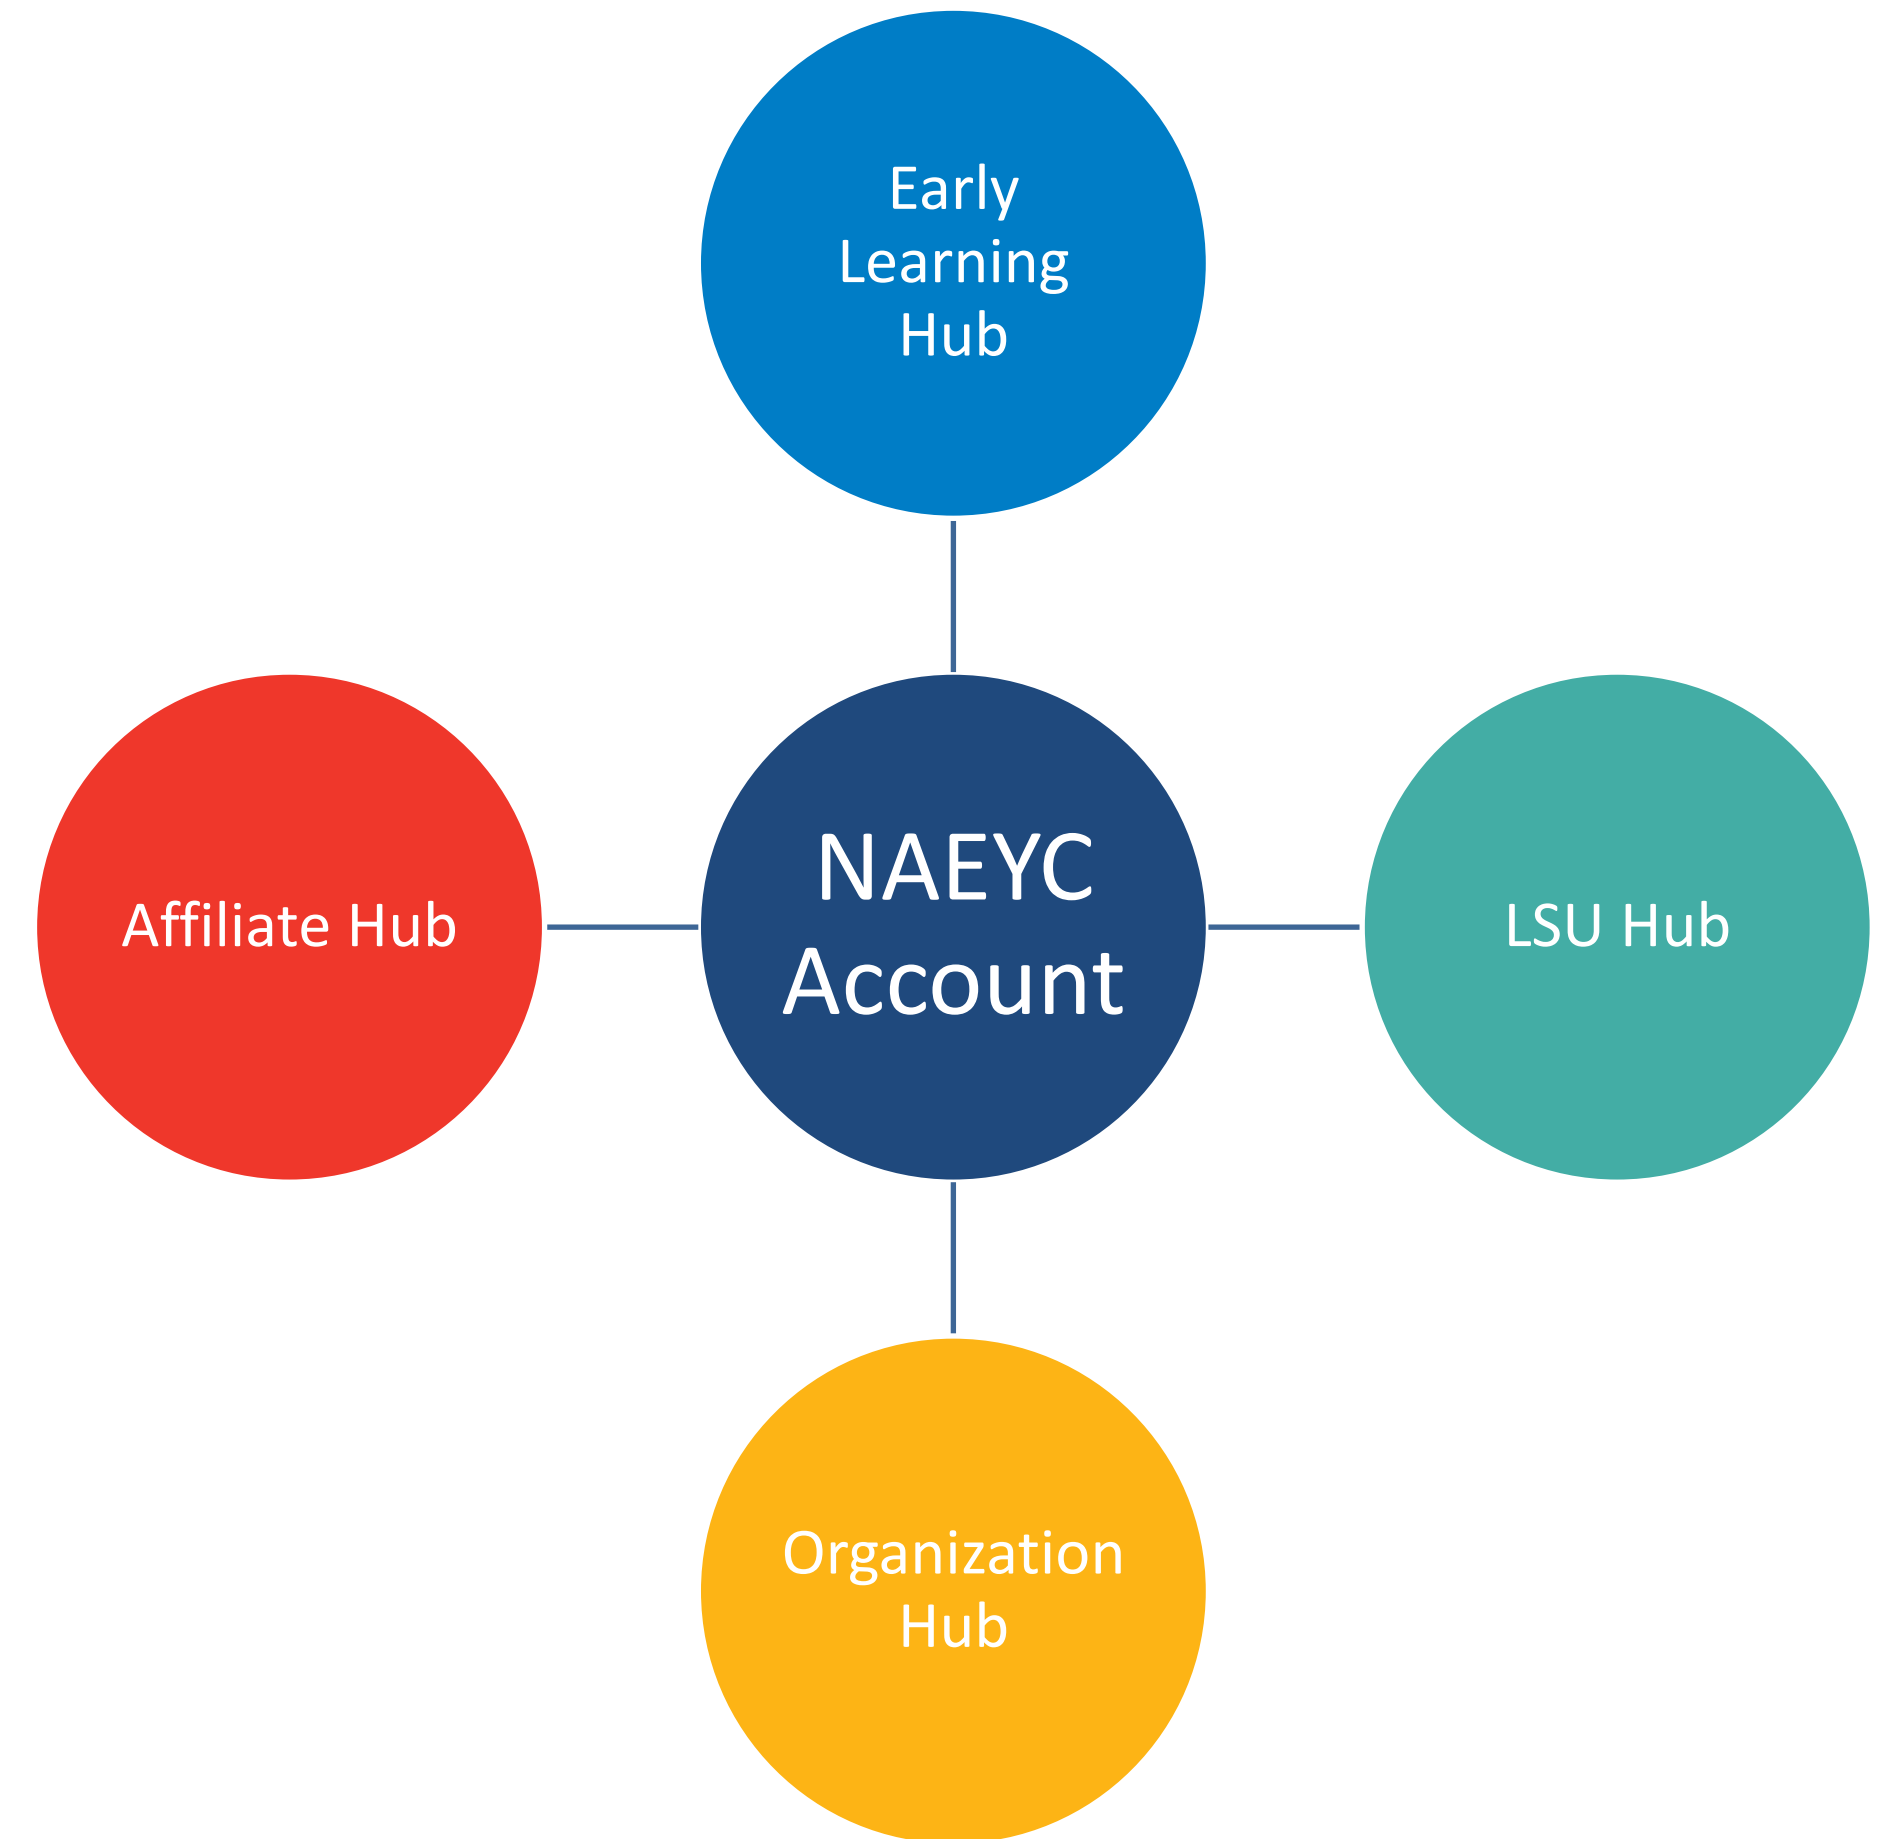 Early
Learning
Hub
Affiliate Hub
NAEYC
Account
LSU Hub
Organization
Hub